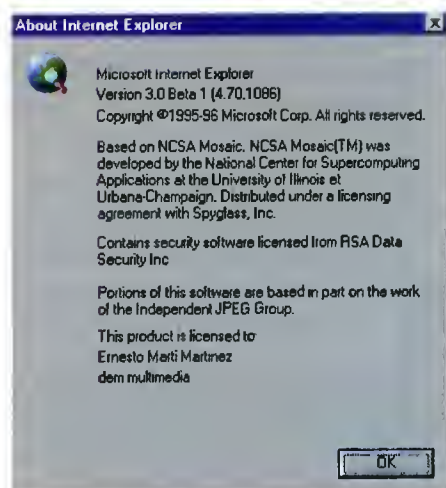 About Internet Explorer
Microsoft Internet Explorer
Version 3.0 Beta 1 (4.70.1086)
Copyright ©1995-96 Microsoft Corp. All rights reserved.
Based on NCSA Mosaic. NCSA Mosaic(TM) was
developed by the National Center for Supercomputing
Applications at the University of Illinois at
Urbana-Champaign. Distributed under a licensing
agreement with Spyglass, Inc.
Contains security software licensed from RSA Data
Security Inc
Portions of this software are based in part on the work
of the Independent JPEG Group.
This product is licensed to:
Ernesto Marti Martinez
dem multimedia
OK